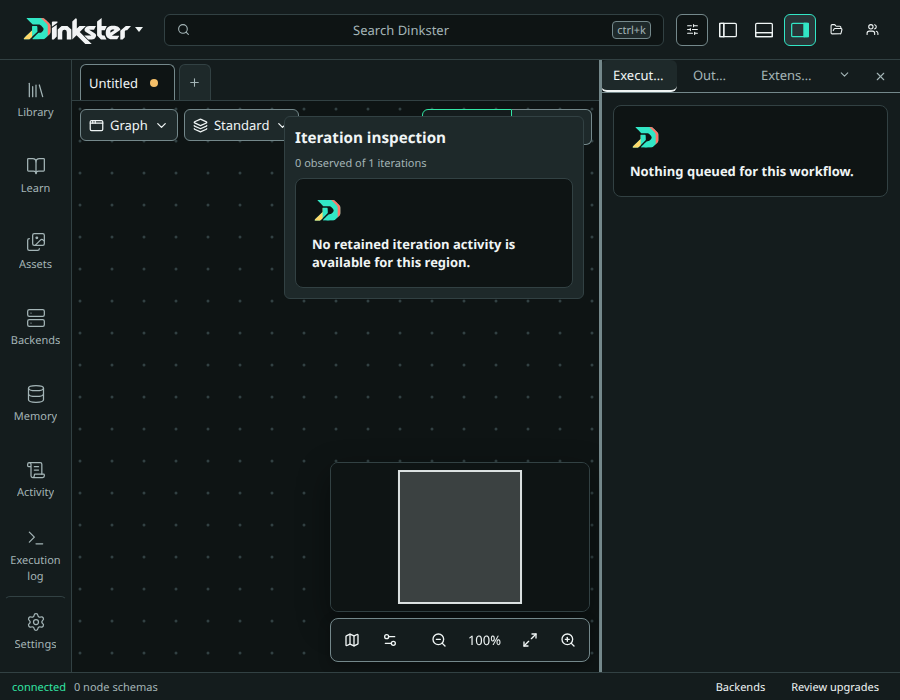 Dinkster
Search Dinkster
ctrl+k
Library
Learn
Assets
Backends
Memory
Activity
Execution
log
Settings
Untitled
Graph
Standard
Iteration inspection
0 observed of 1 iterations
No retained iteration activity is
available for this region.
100%
Execut...
Out...
Extens...
Nothing queued for this workflow.
connected
0 node schemas
Backends
Review upgrades